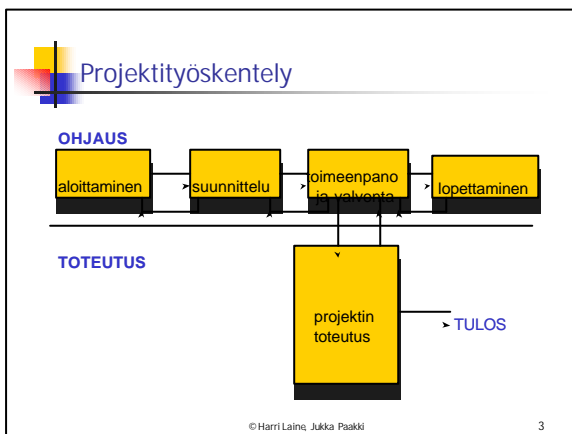 Projektityöskentely
OHJAUS
aloittaminen
suunnittelu
toimeenpano
ja valvonta
lopettaminen
TOTEUTUS
projektin
toteutus
TULOS
© Harri Laine, Jukka Paakki
3